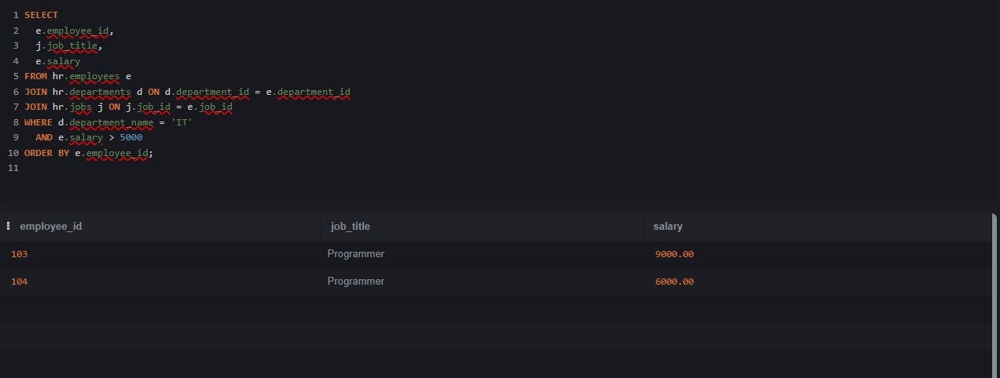 1 SELECT
2 e.employee_id,
3 j.job_title,
4 e.salary
5 FROM hr.employees e
6 JOIN hr.departments d ON d.department_id = e.department_id
7 JOIN hr.jobs j ON j.job_id = e.job_id
8 WHERE d.department_name = 'IT'
9 AND e.salary > 5000
10 ORDER BY e.employee_id;
11
employee_id job_title salary
103 Programmer 9000.00
104 Programmer 6000.00